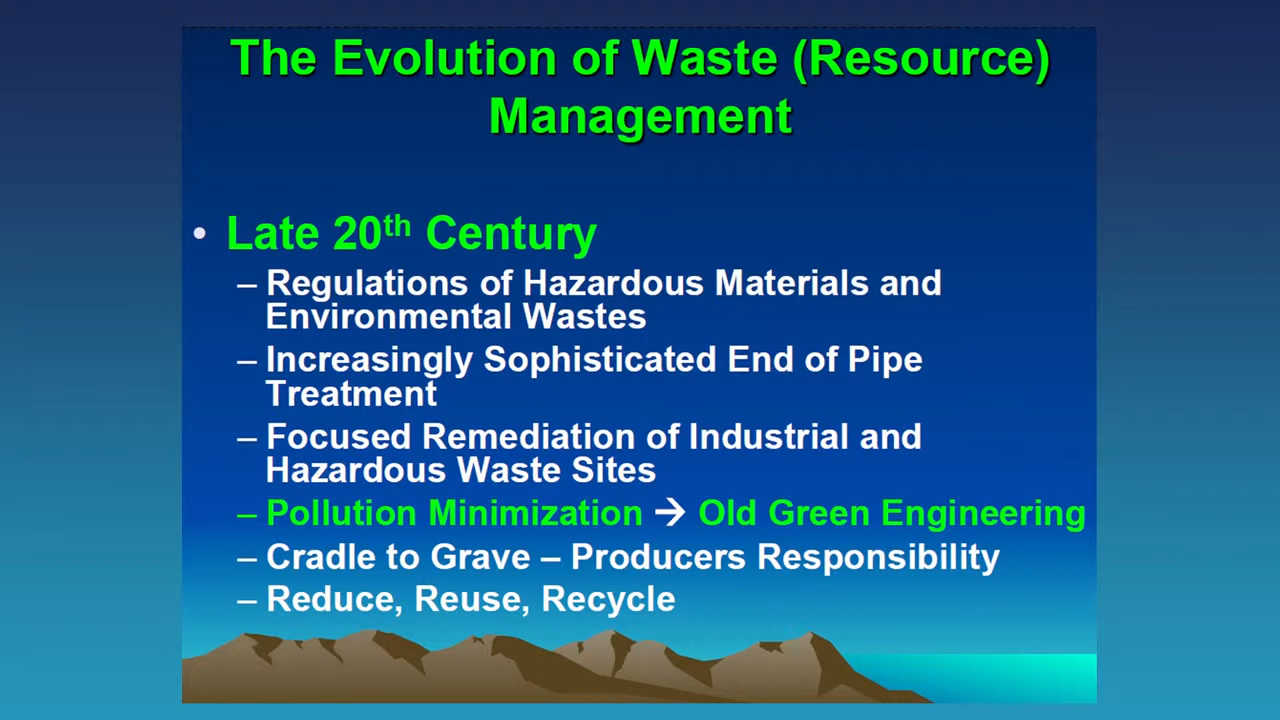 The Evolution of Waste (Resource)
Management
• Late 20th Century
– Regulations of Hazardous Materials and
Environmental Wastes
– Increasingly Sophisticated End of Pipe
Treatment
– Focused Remediation of Industrial and
Hazardous Waste Sites
– Pollution Minimization → Old Green Engineering
– Cradle to Grave – Producers Responsibility
– Reduce, Reuse, Recycle